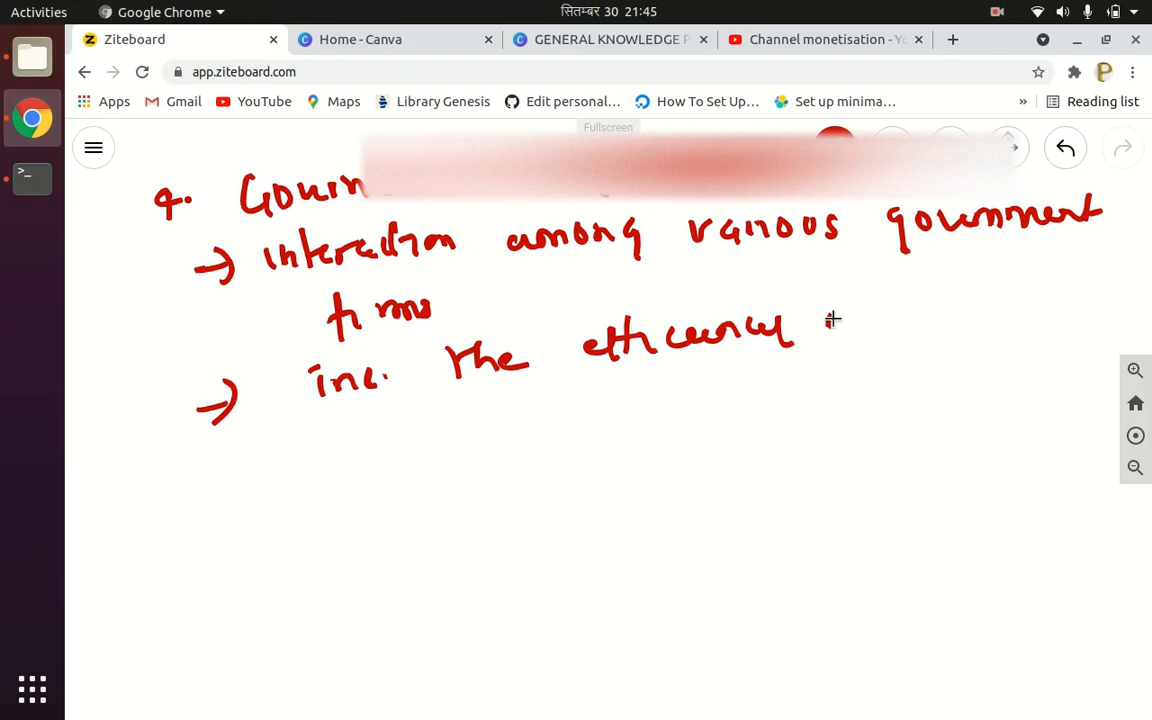 Activities Google Chrome सितम्बर 30 21:45
Ziteboard Home - Canva GENERAL KNOWLEDGE P Channel monetisation - Yo
app.ziteboard.com
Apps Gmail YouTube Maps Library Genesis Edit personal... How To Set Up... Set up minima... » Reading list
Fullscreen
4.
→ interaction among various government
firms
→ inc. the efficiency